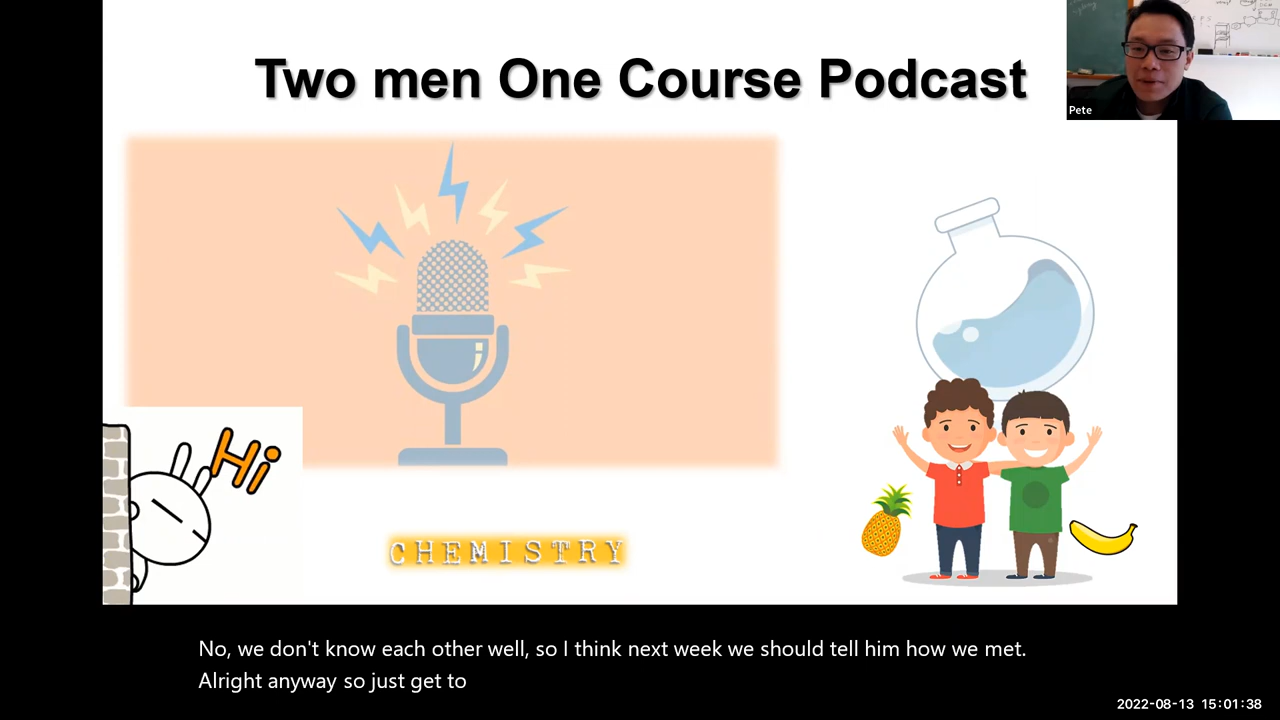 Two men One Course Podcast
Pete
Hi
CHEMISTRY
No, we don't know each other well, so I think next week we should tell him how we met.
Alright anyway so just get to
2022-08-13 15:01:38